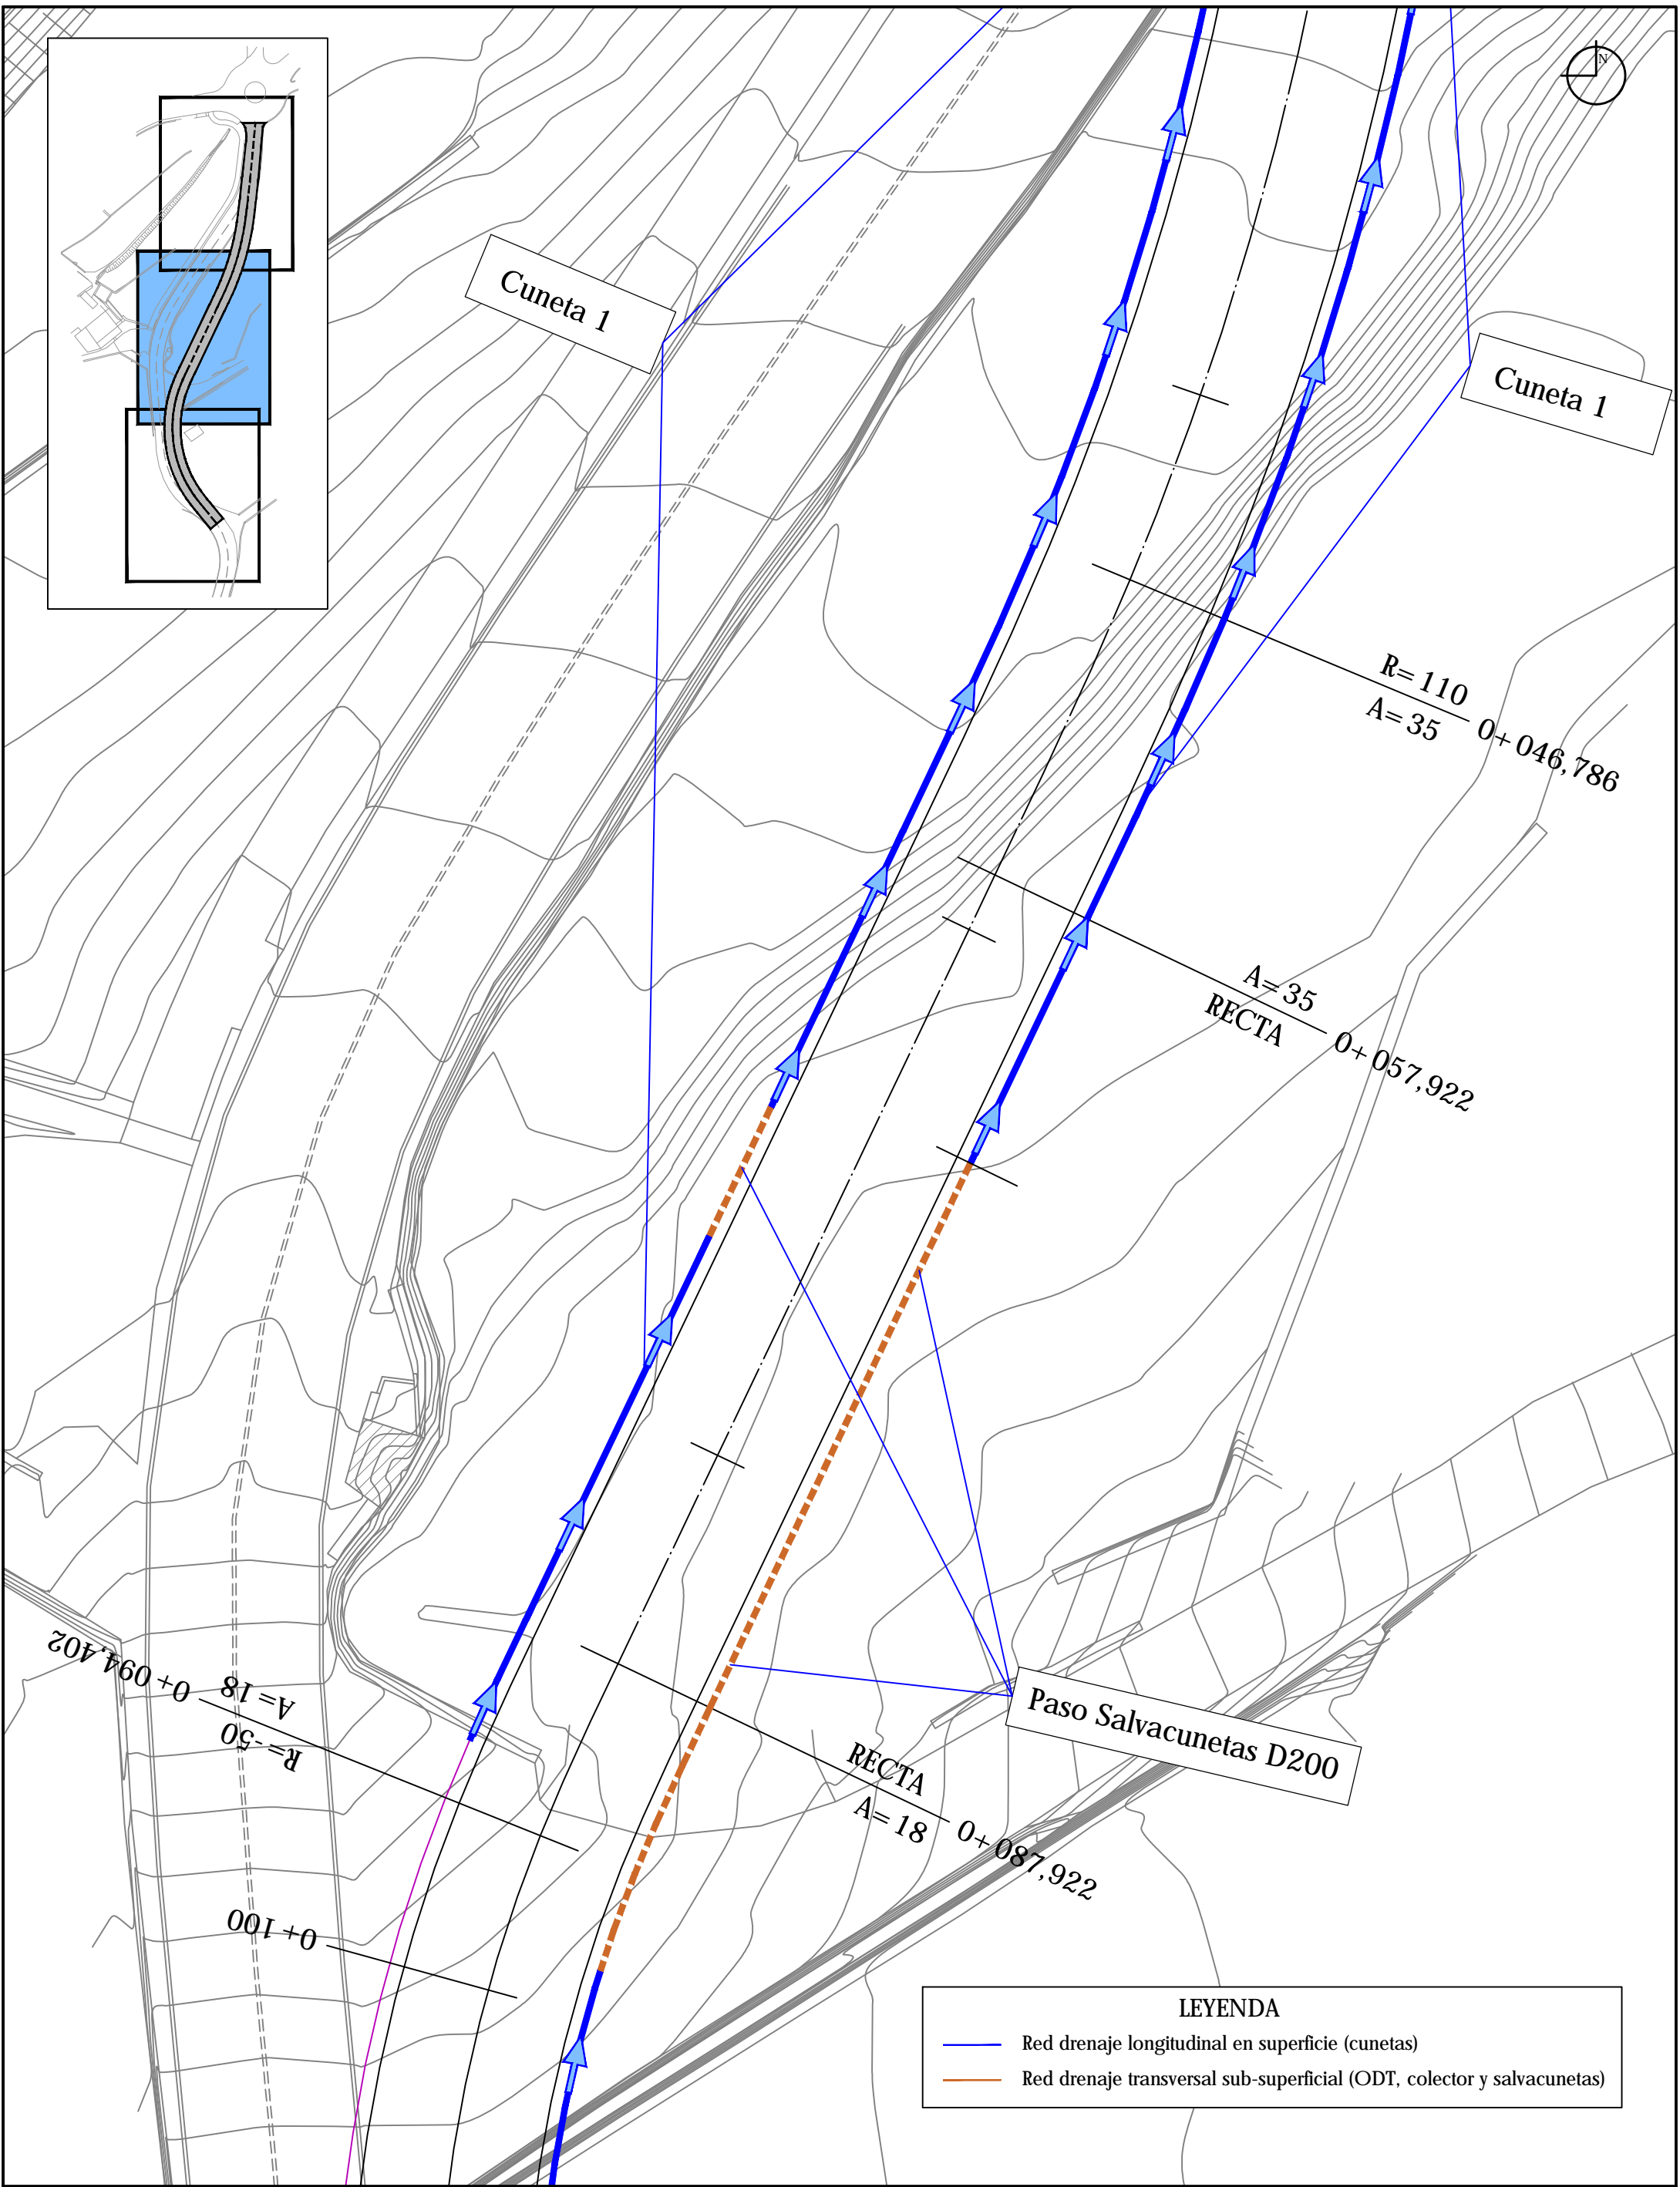 N
Cuneta 1
Cuneta 1
R=110
A=35
0+046,786
A=35
RECTA
0+057,922
0+094,402
A=18
R=-50
Paso Salvacunetas D200
RECTA
A=18
0+087,922
0+100
LEYENDA
Red drenaje longitudinal en superficie (cunetas)
Red drenaje transversal sub-superficial (ODT, colector y salvacunetas)